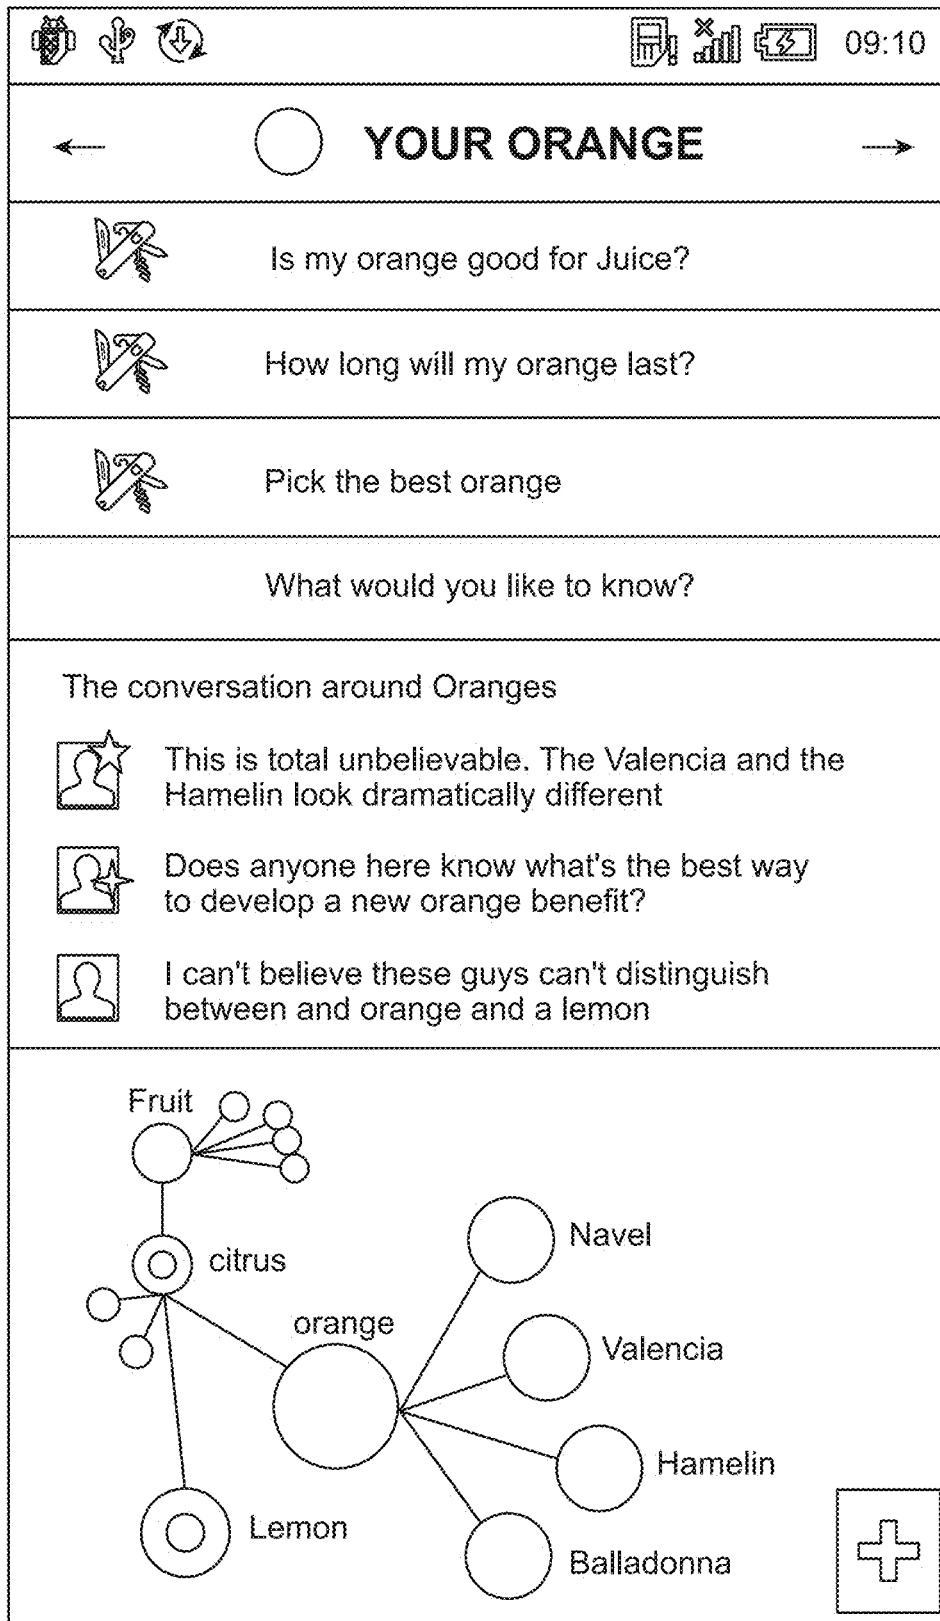 09:10
YOUR ORANGE
Is my orange good for Juice?
How long will my orange last?
Pick the best orange
What would you like to know?
The conversation around Oranges
This is total unbelievable. The Valencia and the
Hamelin look dramatically different
Does anyone here know what's the best way
to develop a new orange benefit?
I can't believe these guys can't distinguish
between and orange and a lemon
Fruit
citrus
orange
Navel
Valencia
Hamelin
Lemon
Balladonna